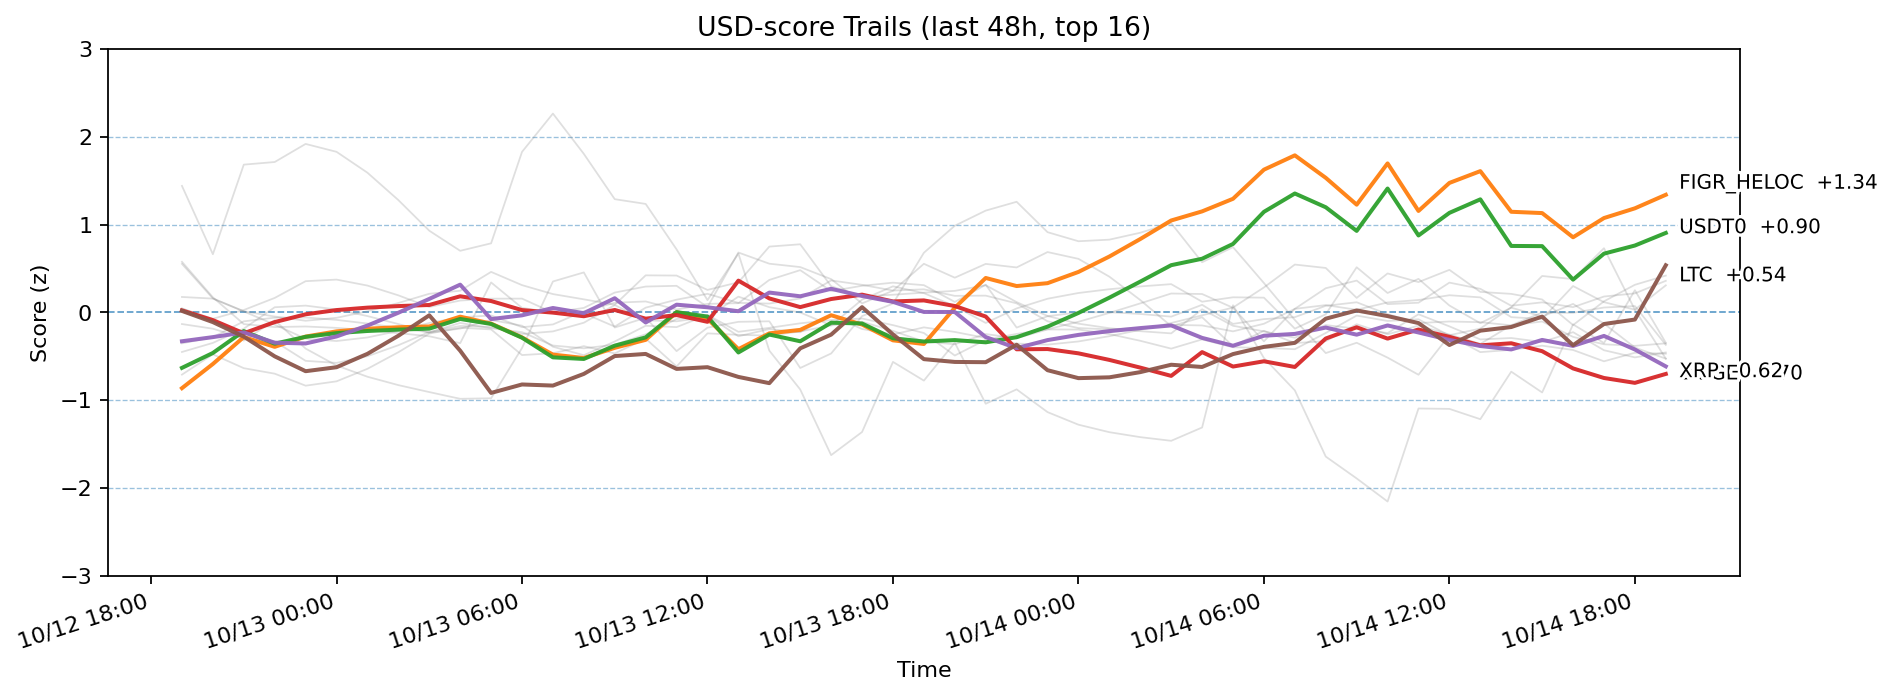 USD-score Trails (last 48h, top 16)
3
2
1
0
−1
−2
−3
Score (z)
FIGR_HELOC +1.34
USDT0 +0.90
LTC +0.54
XRP -0.62
10/12 18:00
10/13 00:00
10/13 06:00
10/13 12:00
10/13 18:00
10/14 00:00
10/14 06:00
10/14 12:00
10/14 18:00
Time